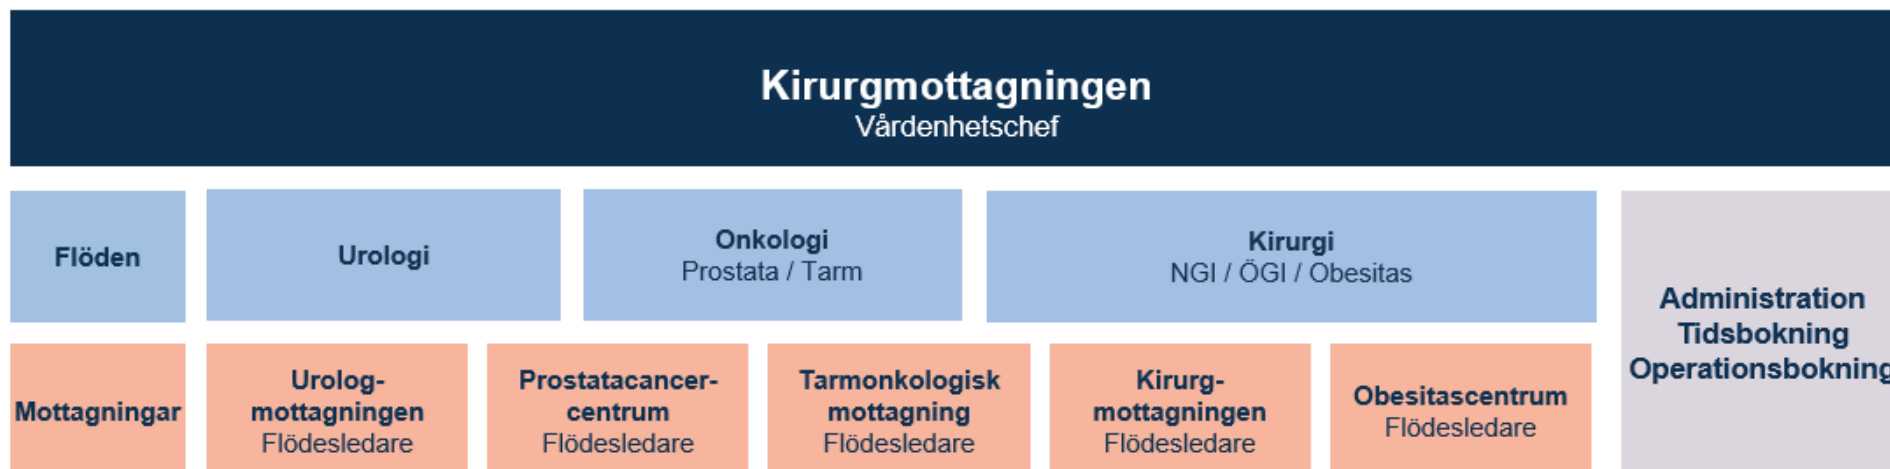 Kirurgmottagningen
Vårdenhetschef
Flöden
Urologi
Onkologi
Prostata / Tarm
Kirurgi
NGI / ÖGI / Obesitas
Administration
Tidsbokning
Operationsbokning
Mottagningar
Urolog-
mottagningen
Flödesledare
Prostatacancer-
centrum
Flödesledare
Tarmonkologisk
mottagning
Flödesledare
Kirurg-
mottagningen
Flödesledare
Obesitascentrum
Flödesledare